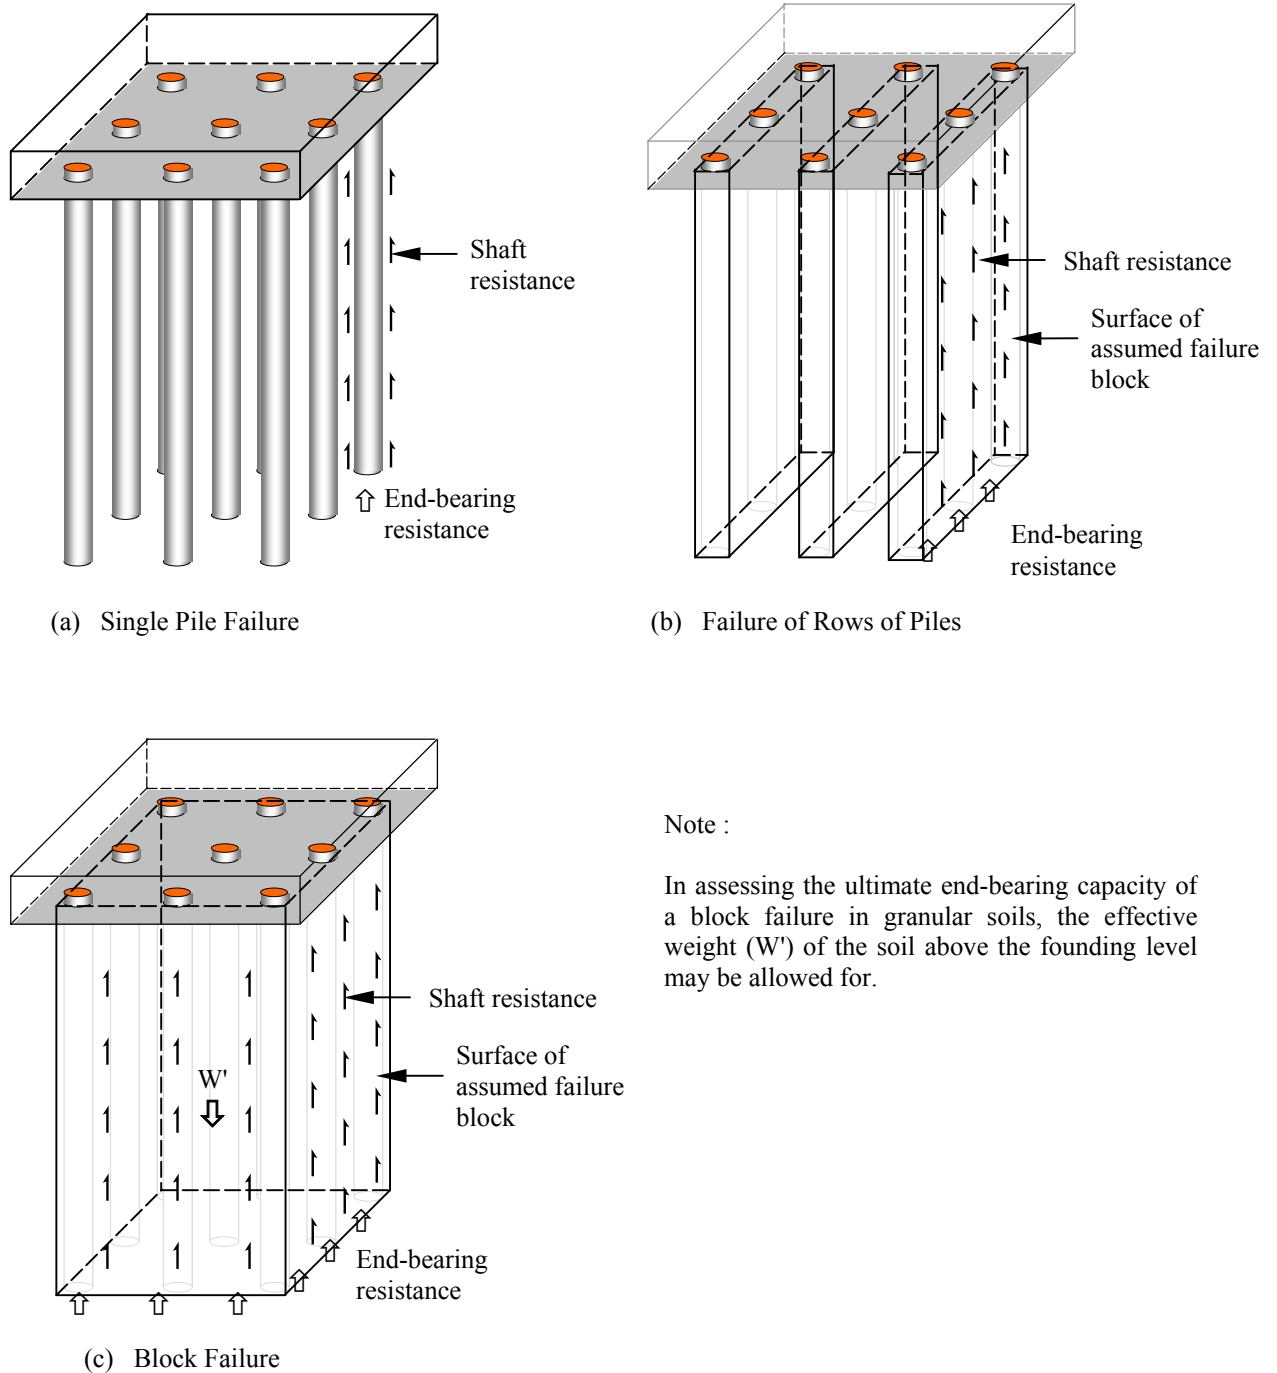 Shaft
resistance
End-bearing
resistance
(a) Single Pile Failure
Shaft resistance
Surface of
assumed failure
block
End-bearing
resistance
(b) Failure of Rows of Piles
Shaft resistance
Surface of
assumed failure
block
W'
End-bearing
resistance
(c) Block Failure
Note :
In assessing the ultimate end-bearing capacity of
a block failure in granular soils, the effective
weight (W') of the soil above the founding level
may be allowed for.